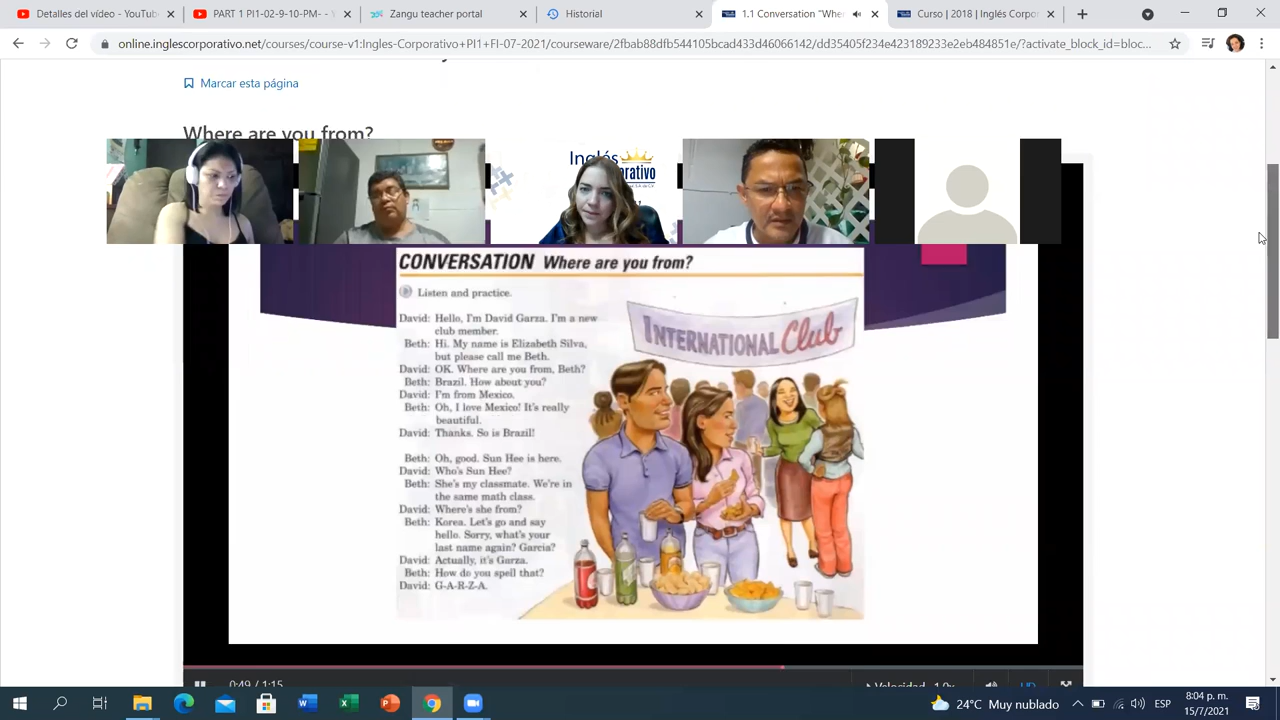 Detalles del vídeo - YouTub
PART 1 PI1-02-9:15 PM- -
Zangu teacher portal
Historial
1.1 Conversation "Wher
Curso | 2018 | Inglés Corpo
online.inglescorporativo.net/courses/course-v1:Ingles-Corporativo+PI1+FI-07-2021/courseware/2fbab88dfb544105bcad433d46066142/dd35405f234e423189233e2eb484851e/?activate_block_id=bloc...
Marcar esta página
Where are you from?
Inglés
CONVERSATION Where are you from?
Listen and practice.
David: Hello, I'm David Garza. I'm a new
club member.
Beth: Hi. My name is Elizabeth Silva,
but please call me Beth.
David: OK. Where are you from, Beth?
Beth: Brazil. How about you?
David: I'm from Mexico.
Beth: Oh, I love Mexico! It's really
beautiful.
David: Thanks. So is Brazil!
Beth: Oh, good. Sun Hee is here.
David: Who's Sun Hee?
Beth: She's my classmate. We're in
the same math class.
David: Where's she from?
Beth: Korea. Let's go and say
hello. Sorry, what's your
last name again? Garcia?
David: Actually, it's Garza.
Beth: How do you spell that?
David: G-A-R-Z-A.
INTERNATIONAL Club
0:49 / 1:15
Velocidad
24°C Muy nublado
ESP
8:04 p. m.
15/7/2021